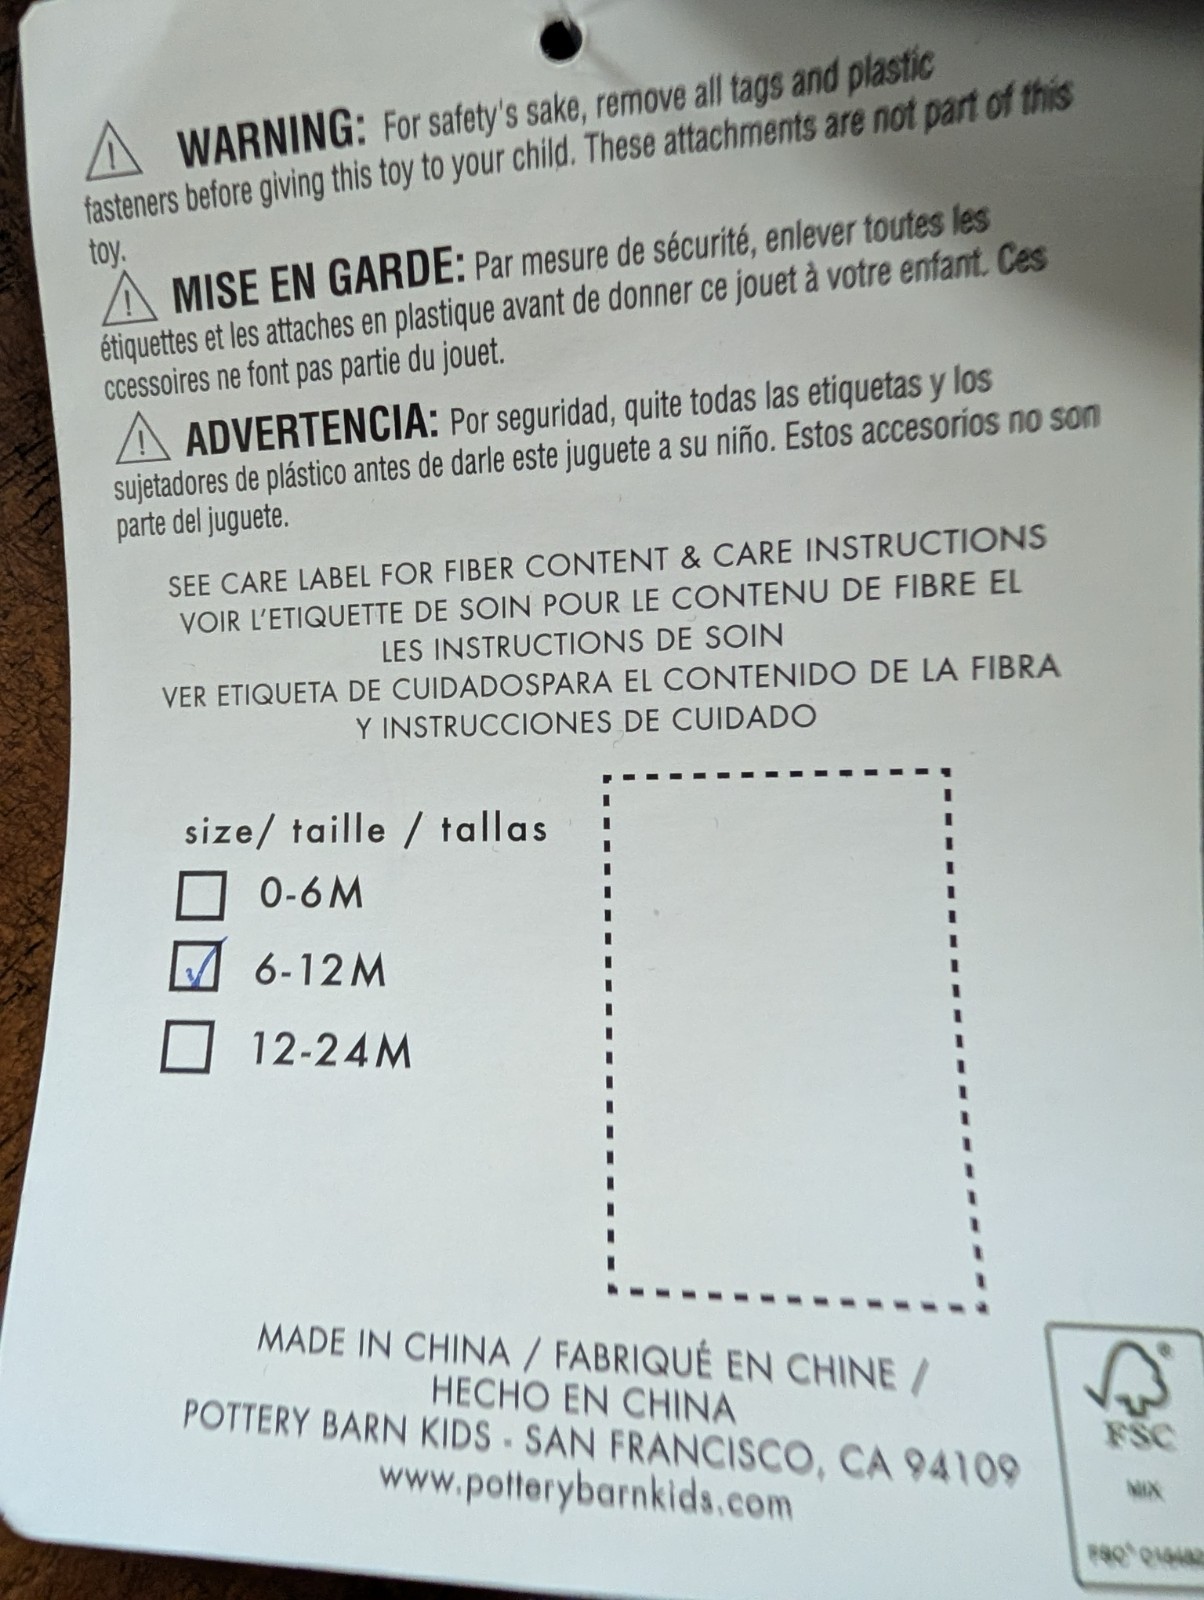 WARNING: For safety's sake, remove all tags and plastic
fasteners before giving this toy to your child. These attachments are not part of this
toy.
MISE EN GARDE: Par mesure de sécurité, enlever toutes les
étiquettes et les attaches en plastique avant de donner ce jouet à votre enfant. Ces
ccessoires ne font pas partie du jouet.
ADVERTENCIA: Por seguridad, quite todas las etiquetas y los
sujetadores de plástico antes de darle este juguete a su niño. Estos accesorios no son
parte del juguete.
SEE CARE LABEL FOR FIBER CONTENT & CARE INSTRUCTIONS
VOIR L'ETIQUETTE DE SOIN POUR LE CONTENU DE FIBRE EL
LES INSTRUCTIONS DE SOIN
VER ETIQUETA DE CUIDADOSPARA EL CONTENIDO DE LA FIBRA
Y INSTRUCCIONES DE CUIDADO
size/ taille / tallas
0-6M
6-12M
12-24M
MADE IN CHINA / FABRIQUÉ EN CHINE /
HECHO EN CHINA
POTTERY BARN KIDS - SAN FRANCISCO, CA 94109
www.potterybarnkids.com
FSC
MIX